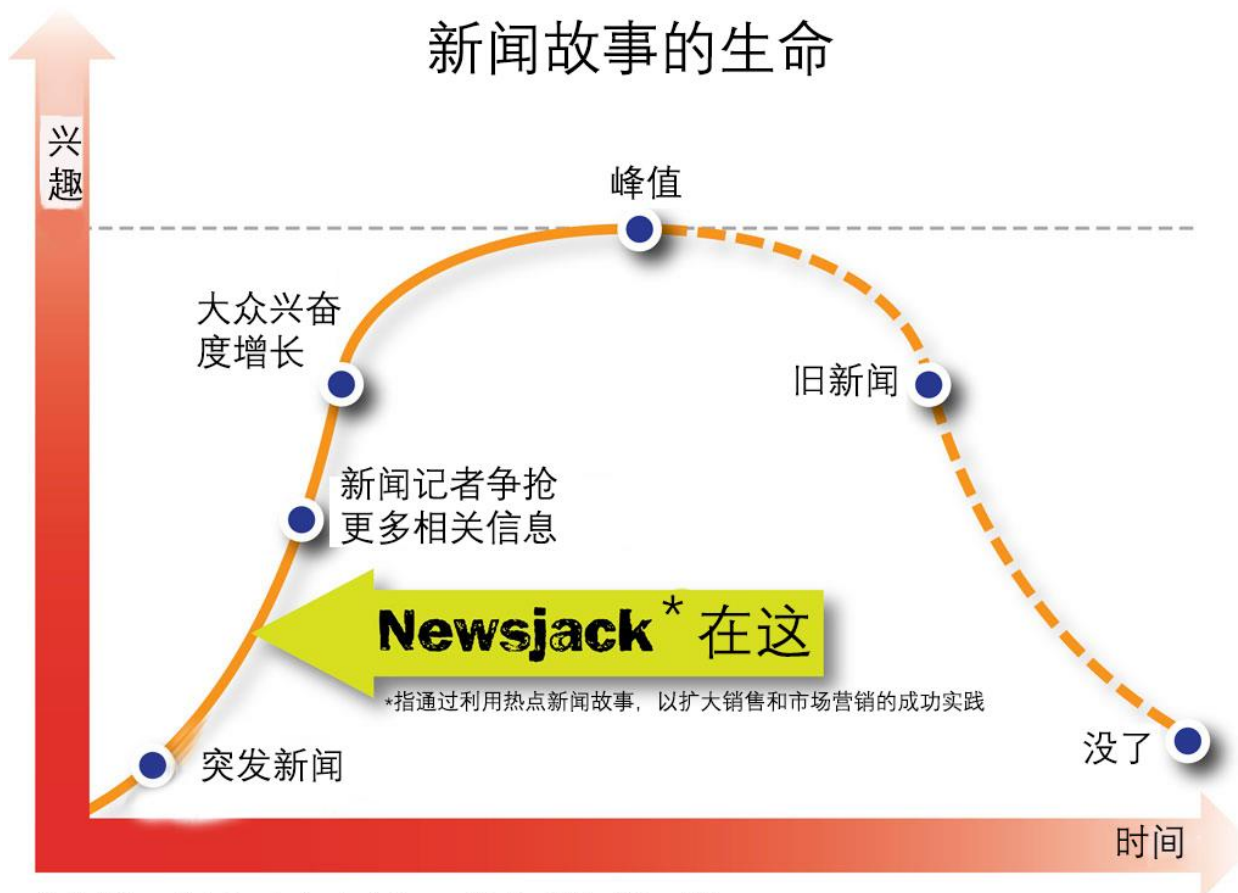 新闻故事的生命
兴
趣
峰值
大众兴奋
度增长
旧新闻
新闻记者争抢
更多相关信息
Newsjack* 在这
*指通过利用热点新闻故事，以扩大销售和市场营销的成功实践
突发新闻
没了
时间